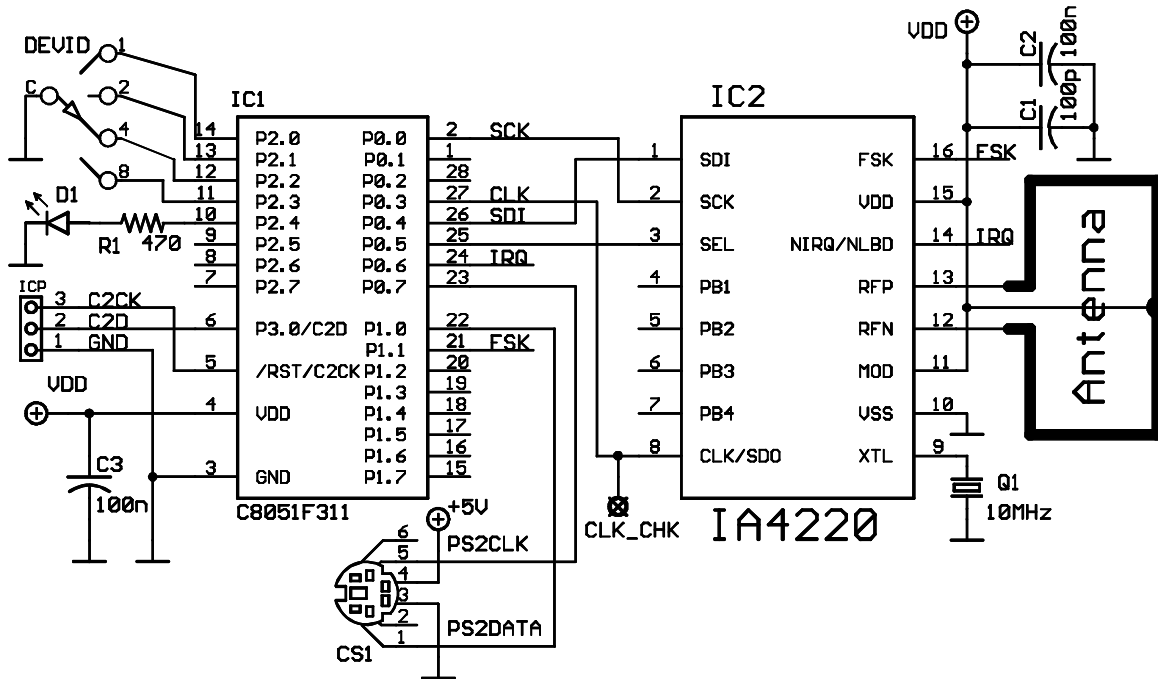 DEVID
1
C
2
4
8
D1
R1
470
ICP
3 C2CK
2 C2D
1 GND
VDD
C3
100n
IC1
14 P2.0 P0.0 2 SCK
13 P2.1 P0.1 1
12 P2.2 P0.2 28
11 P2.3 P0.3 27 CLK
10 P2.4 P0.4 26 SDI
9 P2.5 P0.5 25
8 P2.6 P0.6 24 IRQ
7 P2.7 P0.7 23
6 P3.0/C2D P1.0 22
P1.1 21 FSK
5 /RST/C2CK P1.2 20
P1.3 19
4 VDD P1.4 18
P1.5 17
P1.6 16
3 GND P1.7 15
C8051F311
+5V
6
5 PS2CLK
4
3
2 PS2DATA
1
CS1
CLK_CHK
IC2
1 SDI FSK 16 FSK
2 SCK VDD 15
3 SEL NIRQ/NLBD 14 IRQ
4 PB1 RFP 13
5 PB2 RFN 12
6 PB3 MOD 11
7 PB4 VSS 10
8 CLK/SDO XTL 9
IA4220
VDD
C2
100n
C1
100p
Antenna
Q1
10MHz